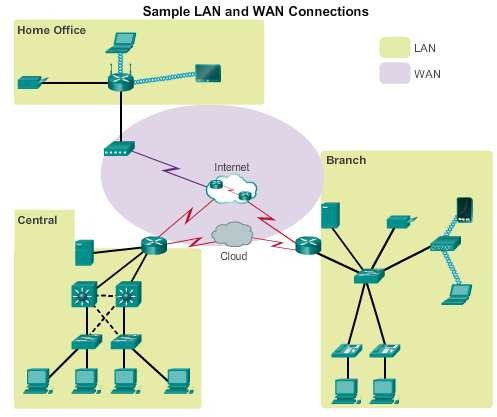 Sample LAN and WAN Connections
Home Office
LAN
WAN
Internet
Branch
Central
Cloud